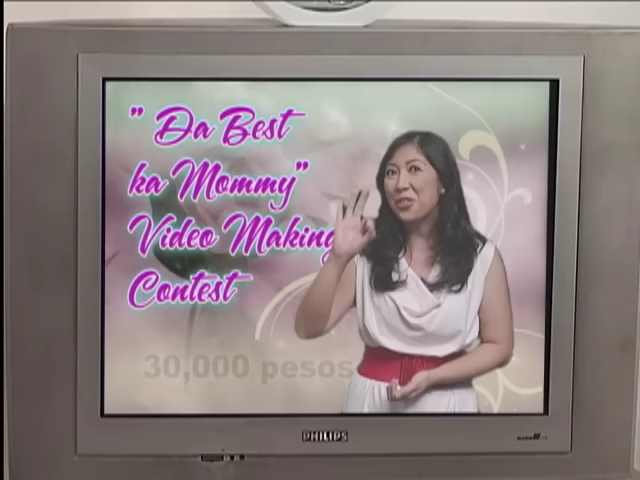 " Da Best
ka Mommy"
Video Making
Contest
30,000 pesos
PHILIPS